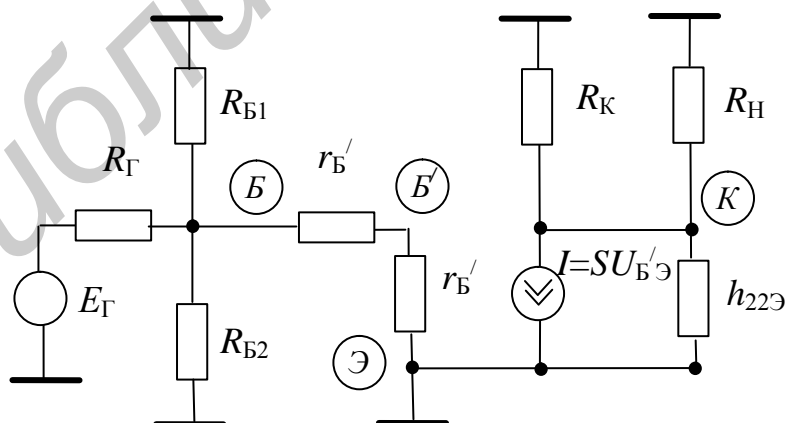 R_Б1
R_К
R_Н
R_Г
Б
r_Б′
Б′
К
E_Г
r_Б′
I=SU_Б′Э
h_22Э
R_Б2
Э